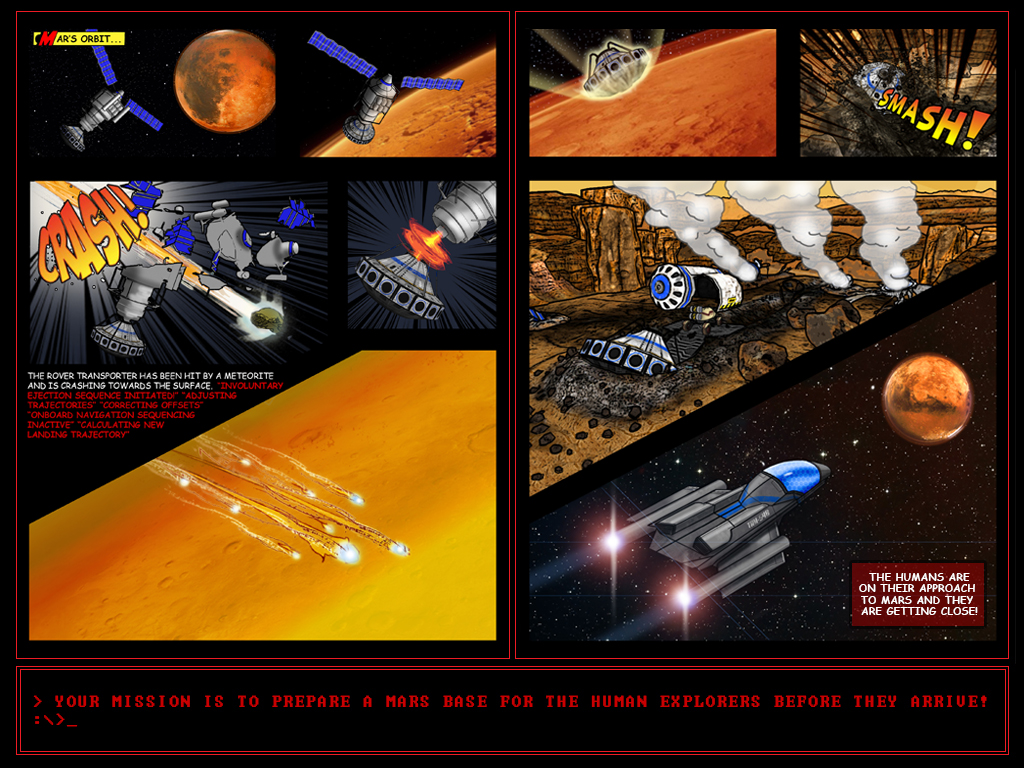 MAR'S ORBIT...
CRASH!
THE ROVER TRANSPORTER HAS BEEN HIT BY A METEORITE
AND IS CRASHING TOWARDS THE SURFACE. "INVOLUNTARY
EJECTION SEQUENCE INITIATED!" "ADJUSTING
TRAJECTORIES" "CORRECTING OFFSETS"
"ONBOARD NAVIGATION SEQUENCING
INACTIVE" "CALCULATING NEW
LANDING TRAJECTORY"
SMASH!
THE HUMANS ARE
ON THEIR APPROACH
TO MARS AND THEY
ARE GETTING CLOSE!
> YOUR MISSION IS TO PREPARE A MARS BASE FOR THE HUMAN EXPLORERS BEFORE THEY ARRIVE!
:\>_